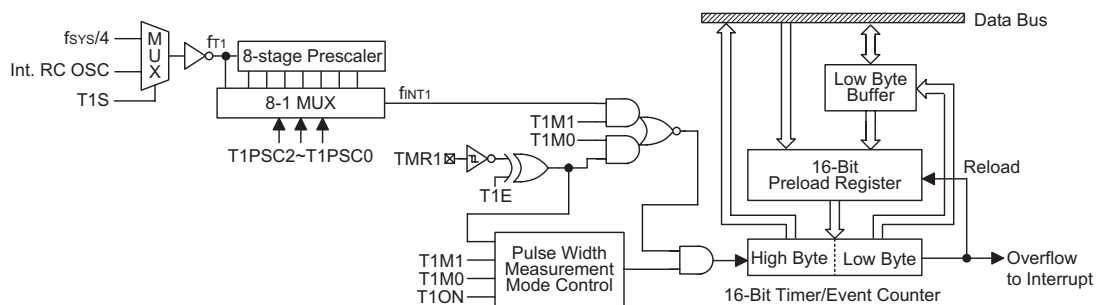 Data Bus
fSYS/4
MUX
fT1
8-stage Prescaler
Int. RC OSC
T1S
8-1 MUX
fINT1
Low Byte
Buffer
T1M1
T1M0
T1PSC2~T1PSC0
TMR1
T1E
16-Bit
Preload Register
Reload
T1M1
T1M0
T1ON
Pulse Width
Measurement
Mode Control
High Byte
Low Byte
Overflow
to Interrupt
16-Bit Timer/Event Counter